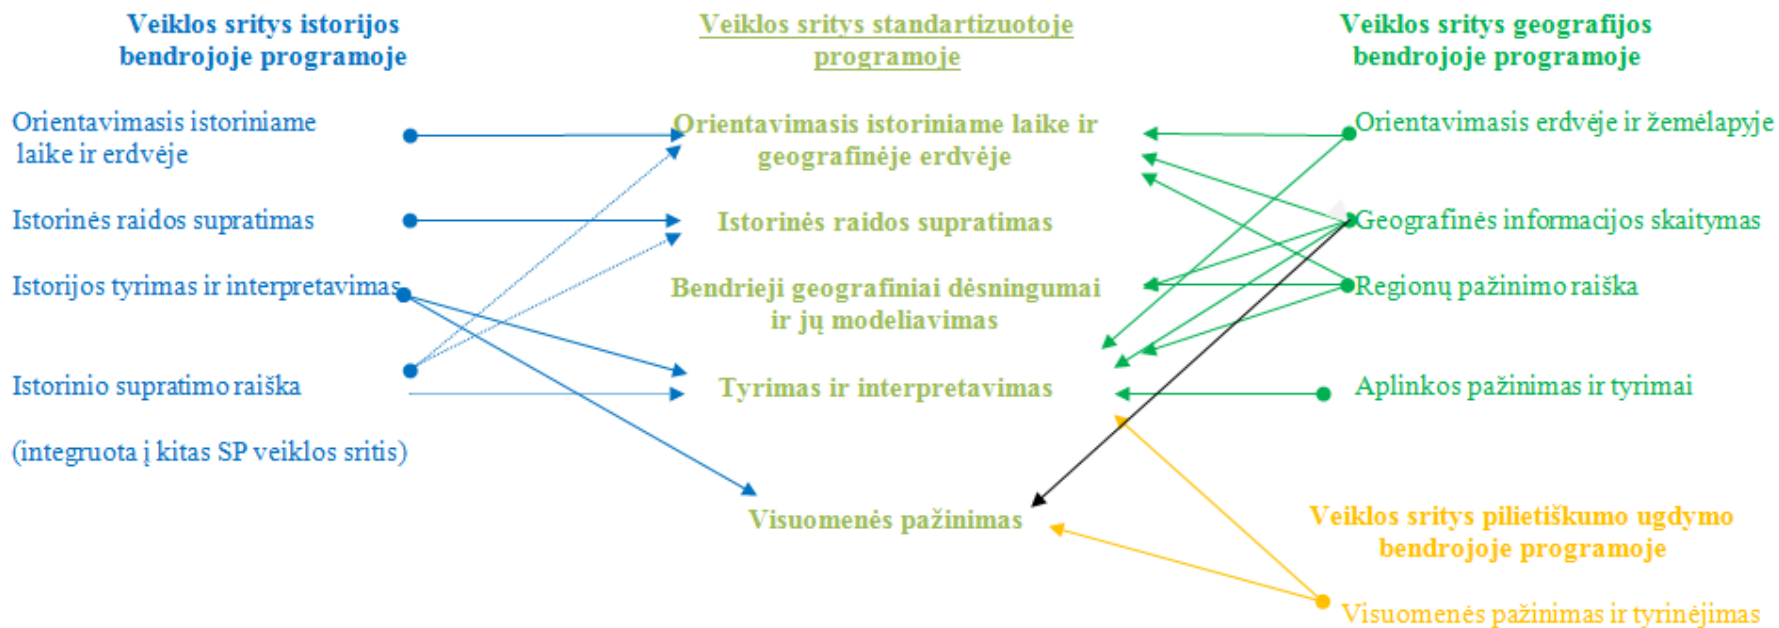 Veiklos sritys istorijos
bendrojoje programoje
Orientavimasis istoriniame
laike ir erdvėje
Istorinės raidos supratimas
Istorijos tyrimas ir interpretavimas
Istorinio supratimo raiška
(integruota į kitas SP veiklos sritis)
Veiklos sritys standartizuotoje
programoje
Orientavimasis istoriniame laike ir
geografinėje erdvėje
Istorinės raidos supratimas
Bendrieji geografiniai dėsningumai
ir jų modeliavimas
Tyrimas ir interpretavimas
Visuomenės pažinimas
Veiklos sritys geografijos
bendrojoje programoje
Orientavimasis erdvėje ir žemėlapyje
Geografinės informacijos skaitymas
Regionų pažinimo raiška
Aplinkos pažinimas ir tyrimai
Veiklos sritys pilietiškumo ugdymo
bendrojoje programoje
Visuomenės pažinimas ir tyrinėjimas